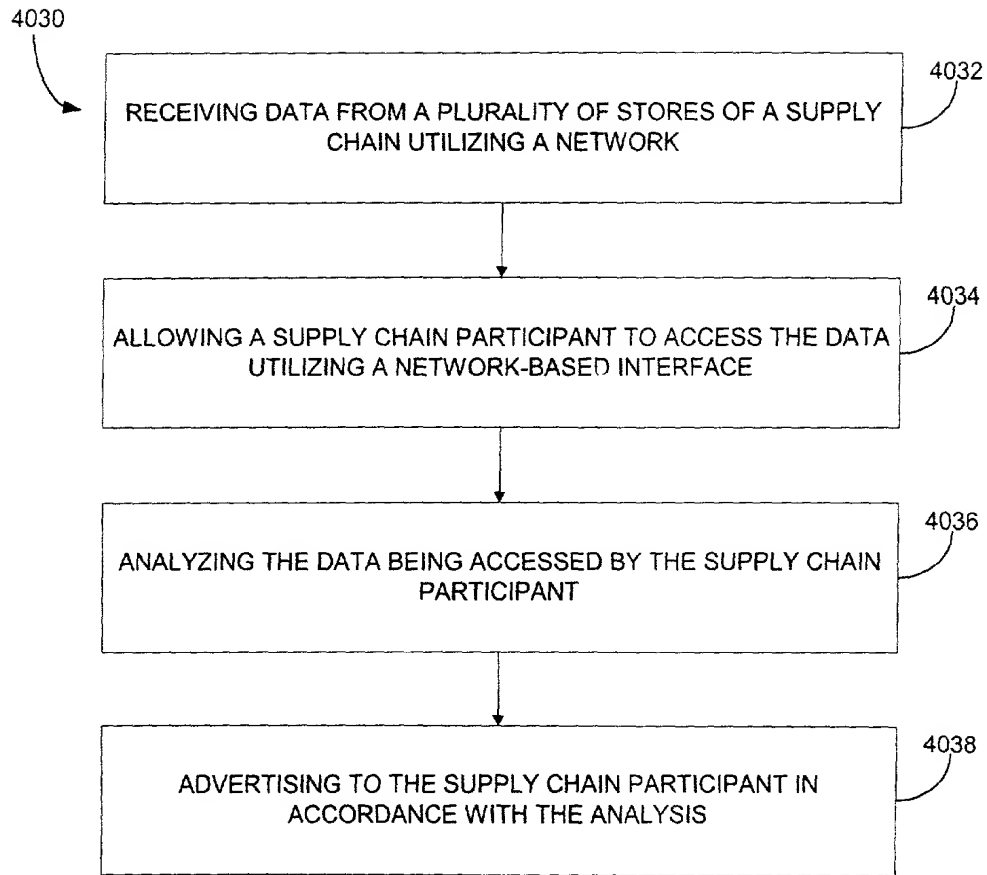 4030
4032
RECEIVING DATA FROM A PLURALITY OF STORES OF A SUPPLY
CHAIN UTILIZING A NETWORK
4034
ALLOWING A SUPPLY CHAIN PARTICIPANT TO ACCESS THE DATA
UTILIZING A NETWORK-BASED INTERFACE
4036
ANALYZING THE DATA BEING ACCESSED BY THE SUPPLY CHAIN
PARTICIPANT
4038
ADVERTISING TO THE SUPPLY CHAIN PARTICIPANT IN
ACCORDANCE WITH THE ANALYSIS